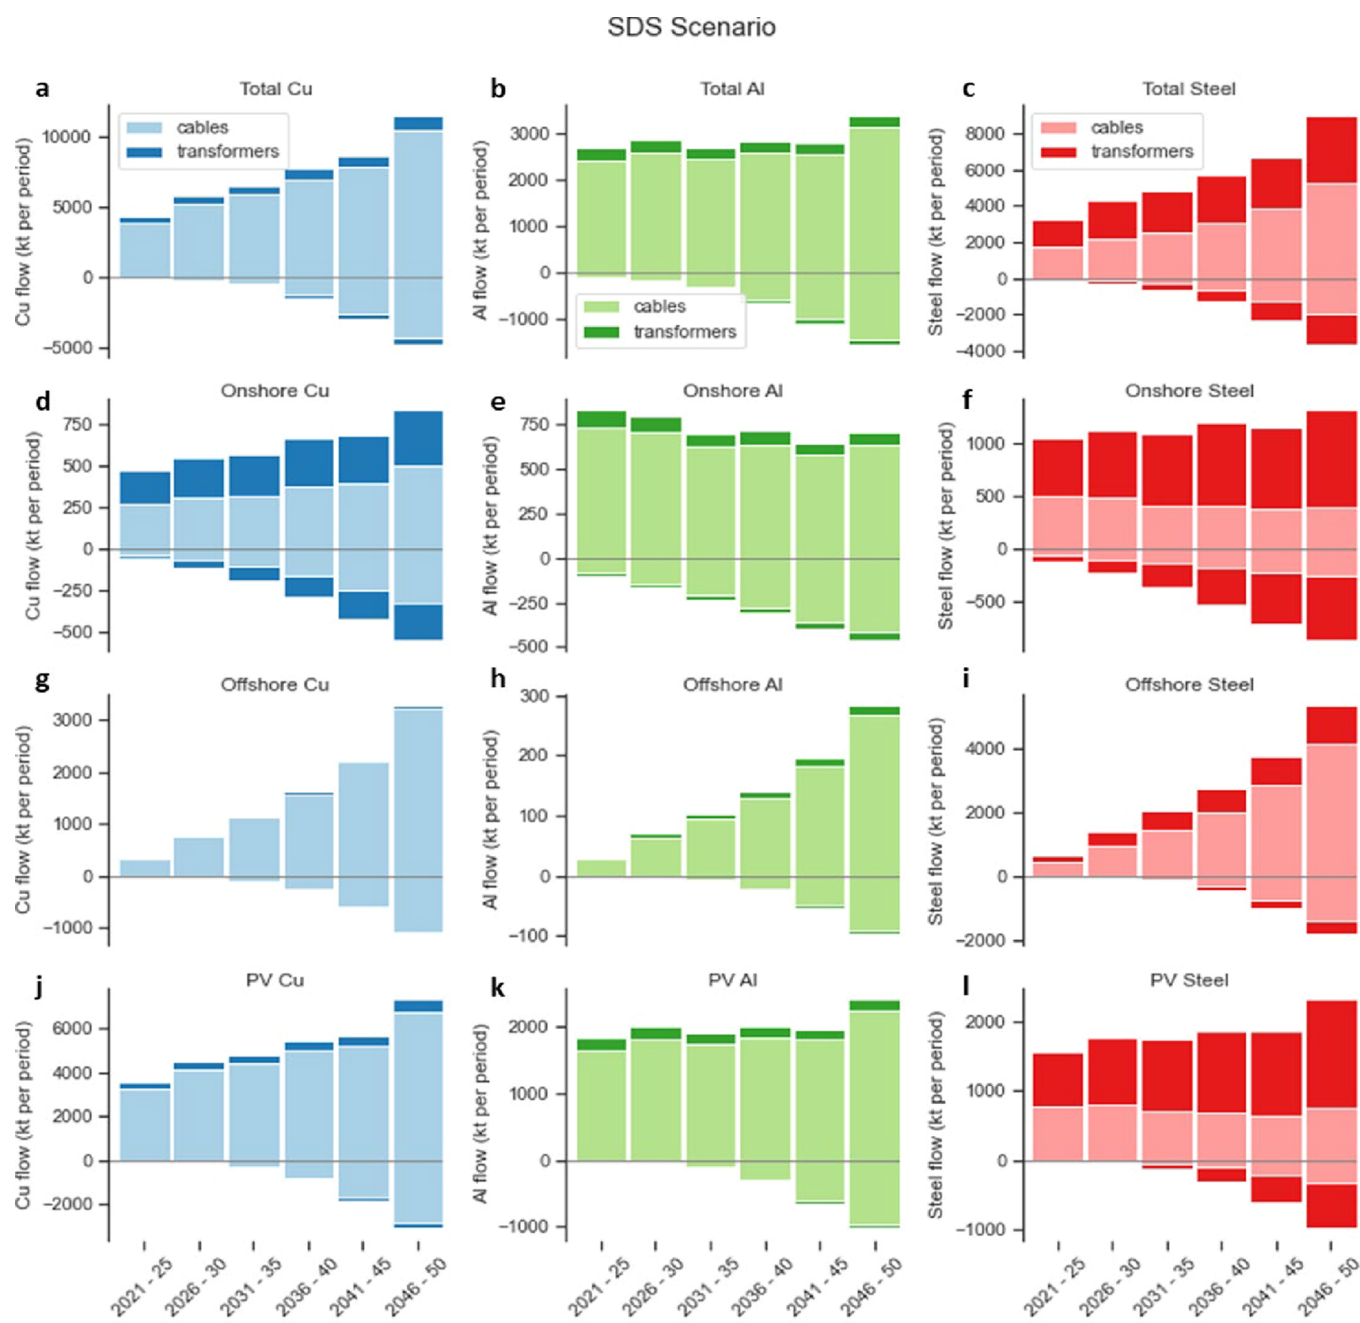 SDS Scenario
a
Total Cu
Cu flow (kt per period)
10000
5000
0
−5000
cables
transformers
b
Total Al
Al flow (kt per period)
3000
2000
1000
0
−1000
cables
transformers
c
Total Steel
Steel flow (kt per period)
8000
6000
4000
2000
0
−2000
−4000
cables
transformers
d
Onshore Cu
Cu flow (kt per period)
750
500
250
0
−250
−500
e
Onshore Al
Al flow (kt per period)
750
500
250
0
−250
−500
f
Onshore Steel
Steel flow (kt per period)
1000
500
0
−500
g
Offshore Cu
Cu flow (kt per period)
3000
2000
1000
0
−1000
h
Offshore Al
Al flow (kt per period)
300
200
100
0
−100
i
Offshore Steel
Steel flow (kt per period)
4000
2000
0
−2000
j
PV Cu
Cu flow (kt per period)
6000
4000
2000
0
−2000
2021 - 25
2026 - 30
2031 - 35
2036 - 40
2041 - 45
2046 - 50
k
PV Al
Al flow (kt per period)
2000
1000
0
−1000
2021 - 25
2026 - 30
2031 - 35
2036 - 40
2041 - 45
2046 - 50
l
PV Steel
Steel flow (kt per period)
2000
1000
0
−1000
2021 - 25
2026 - 30
2031 - 35
2036 - 40
2041 - 45
2046 - 50